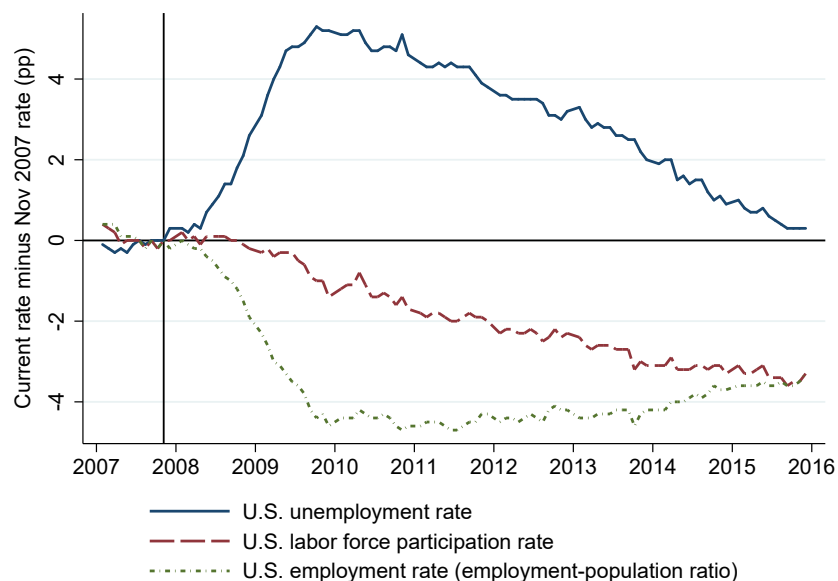 Current rate minus Nov 2007 rate (pp)
4
2
0
-2
-4
2007 2008 2009 2010 2011 2012 2013 2014 2015 2016
U.S. unemployment rate
U.S. labor force participation rate
U.S. employment rate (employment-population ratio)